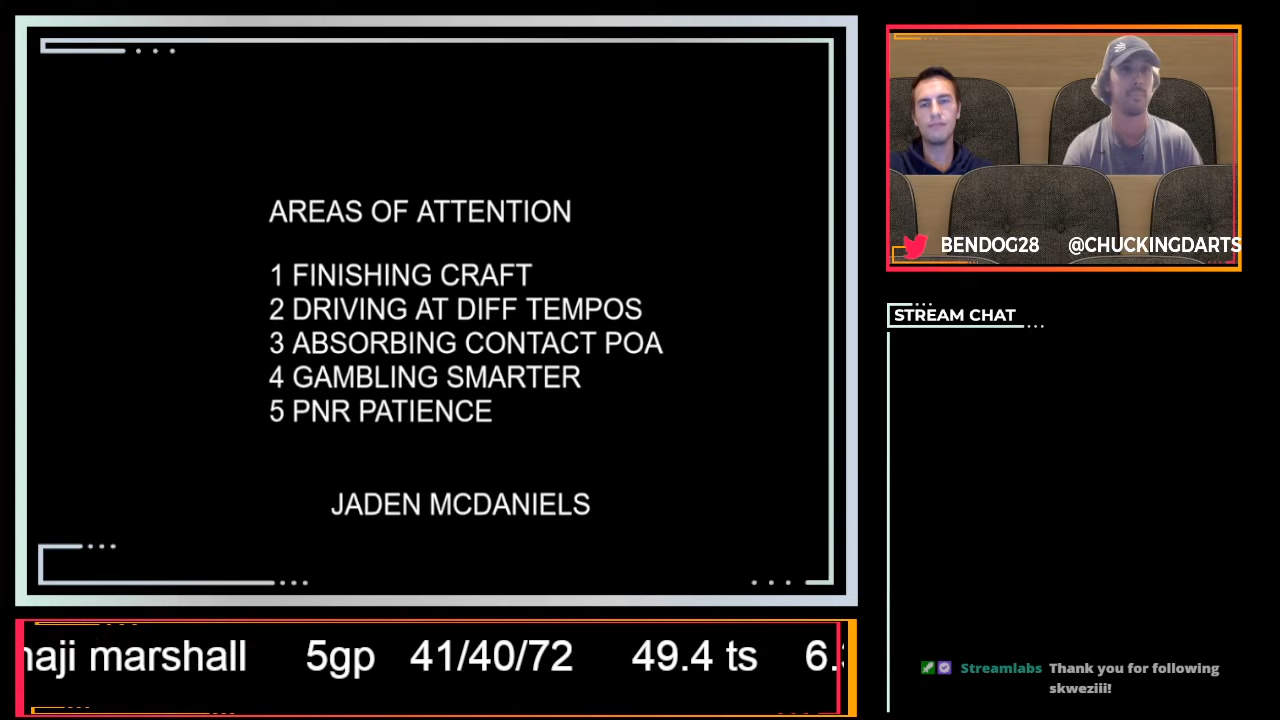 AREAS OF ATTENTION
1 FINISHING CRAFT
2 DRIVING AT DIFF TEMPOS
3 ABSORBING CONTACT POA
4 GAMBLING SMARTER
5 PNR PATIENCE
JADEN MCDANIELS
BENDOG28 @CHUCKINGDARTS
STREAM CHAT
Streamlabs Thank you for following
skweziii!
marshall 5gp 41/40/72 49.4 ts